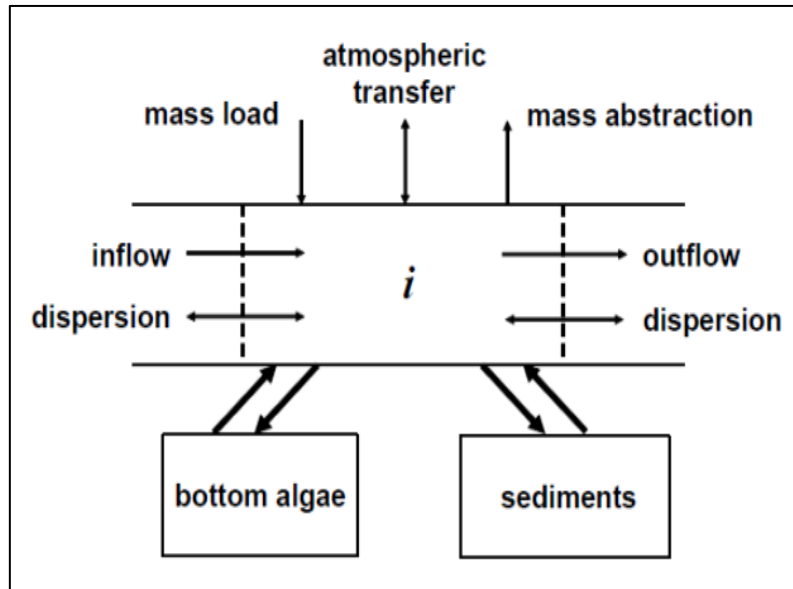 atmospheric
transfer
mass load
mass abstraction
inflow
outflow
i
dispersion
dispersion
bottom algae
sediments